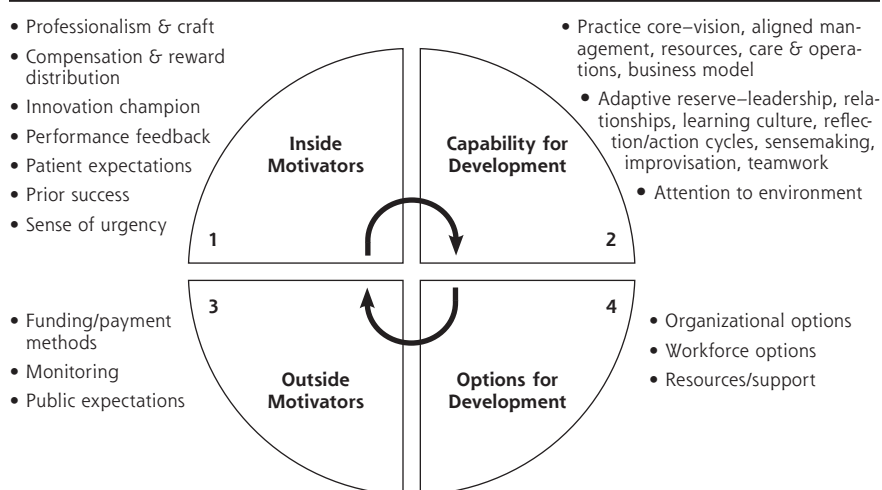 • Professionalism & craft
• Compensation & reward
distribution
• Innovation champion
• Performance feedback
• Patient expectations
• Prior success
• Sense of urgency
Inside
Motivators
1
• Practice core–vision, aligned man-
agement, resources, care & opera-
tions, business model
• Adaptive reserve–leadership, rela-
tionships, learning culture, reflec-
tion/action cycles, sensemaking,
improvisation, teamwork
• Attention to environment
Capability for
Development
2
• Funding/payment
methods
• Monitoring
• Public expectations
3
Outside
Motivators
4
Options for
Development
• Organizational options
• Workforce options
• Resources/support